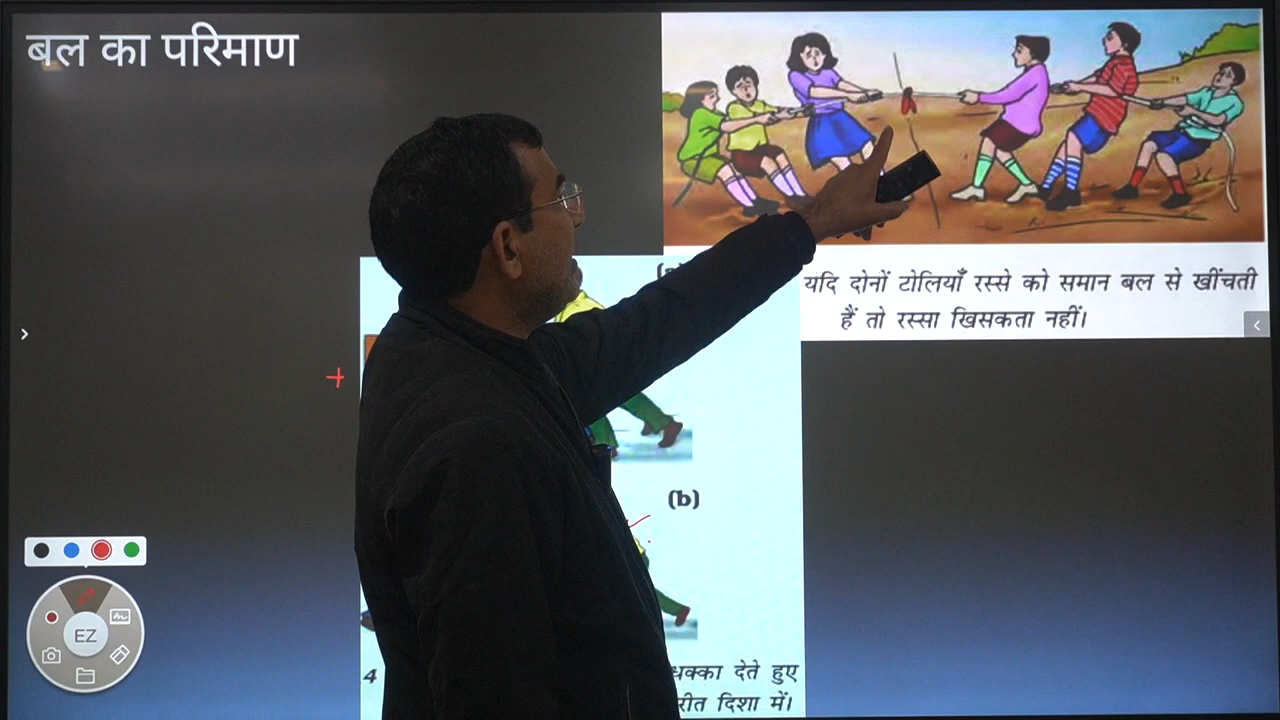 बल का परिमाण
यदि दोनों टोलियाँ रस्से को समान बल से खींचती
हैं तो रस्सा खिसकता नहीं।
(b)
4
धक्का देते हुए
रीत दिशा में।
EZ